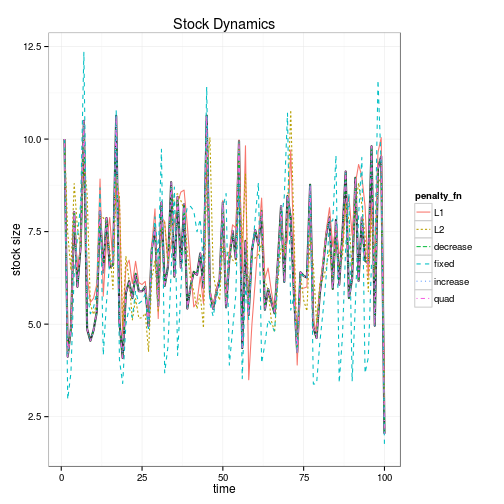 Stock Dynamics
12.5
10.0
7.5
5.0
2.5
stock size
0
25
50
75
100
time
penalty_fn
L1
L2
decrease
fixed
increase
quad